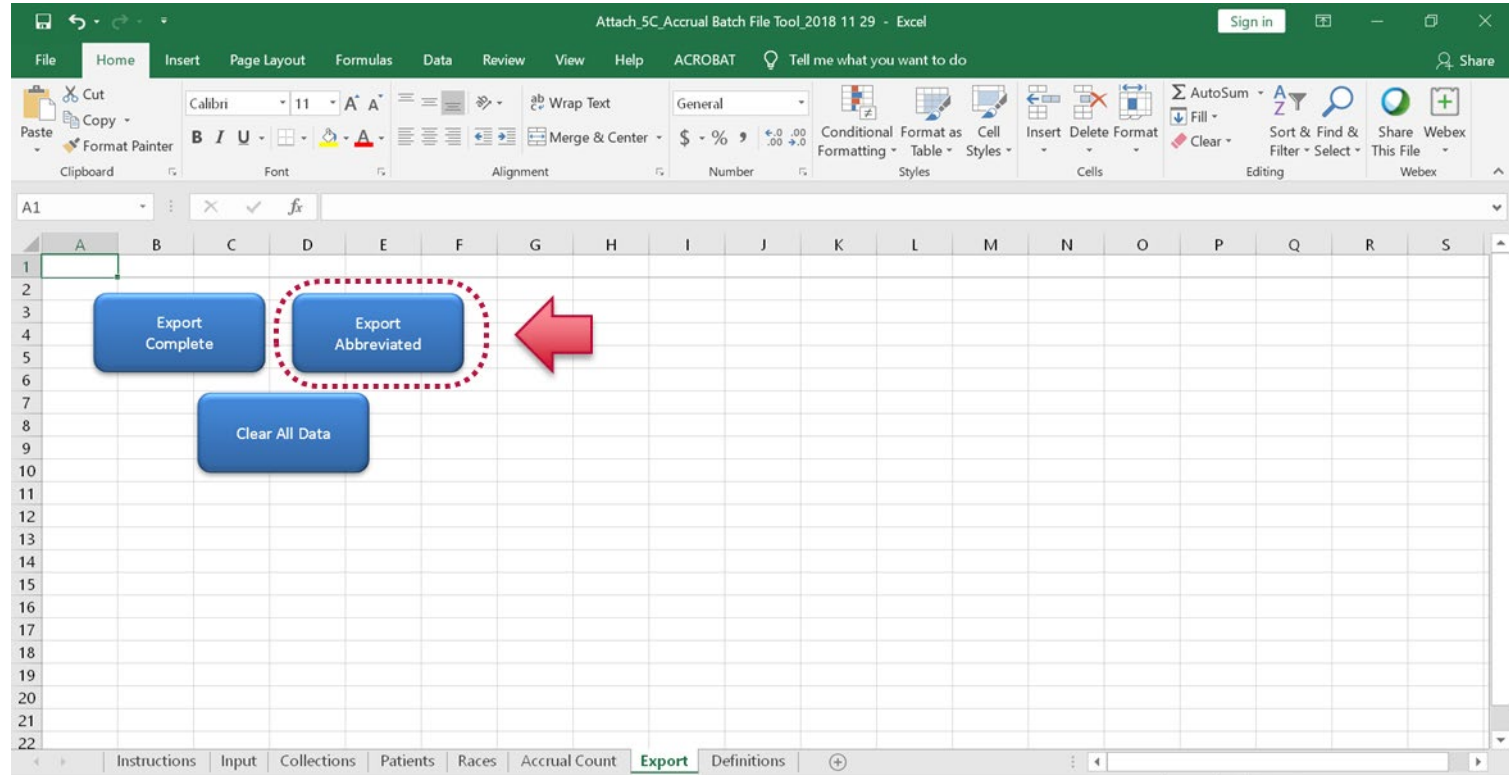 Attach_5C_Accrual Batch File Tool_2018 11 29 - Excel
Sign in
File Home Insert Page Layout Formulas Data Review View Help ACROBAT Tell me what you want to do Share
Paste
Cut
Copy
Format Painter
Clipboard
Calibri 11 A A
B I U A
Font
ab Wrap Text
Merge & Center
Alignment
General
$ % , .0 .00 .00 .0
Number
Conditional Formatting
Format as Table
Cell Styles
Styles
Insert Delete Format
Cells
Σ AutoSum
Fill
Clear
Sort & Filter
Find & Select
Editing
Share This File
Webex
Webex
A1 fx
A B C D E F G H I J K L M N O P Q R S
1
2
3
4
5
6
7
8
9
10
11
12
13
14
15
16
17
18
19
20
21
22
Export
Complete
Export
Abbreviated
Clear All Data
Instructions Input Collections Patients Races Accrual Count Export Definitions